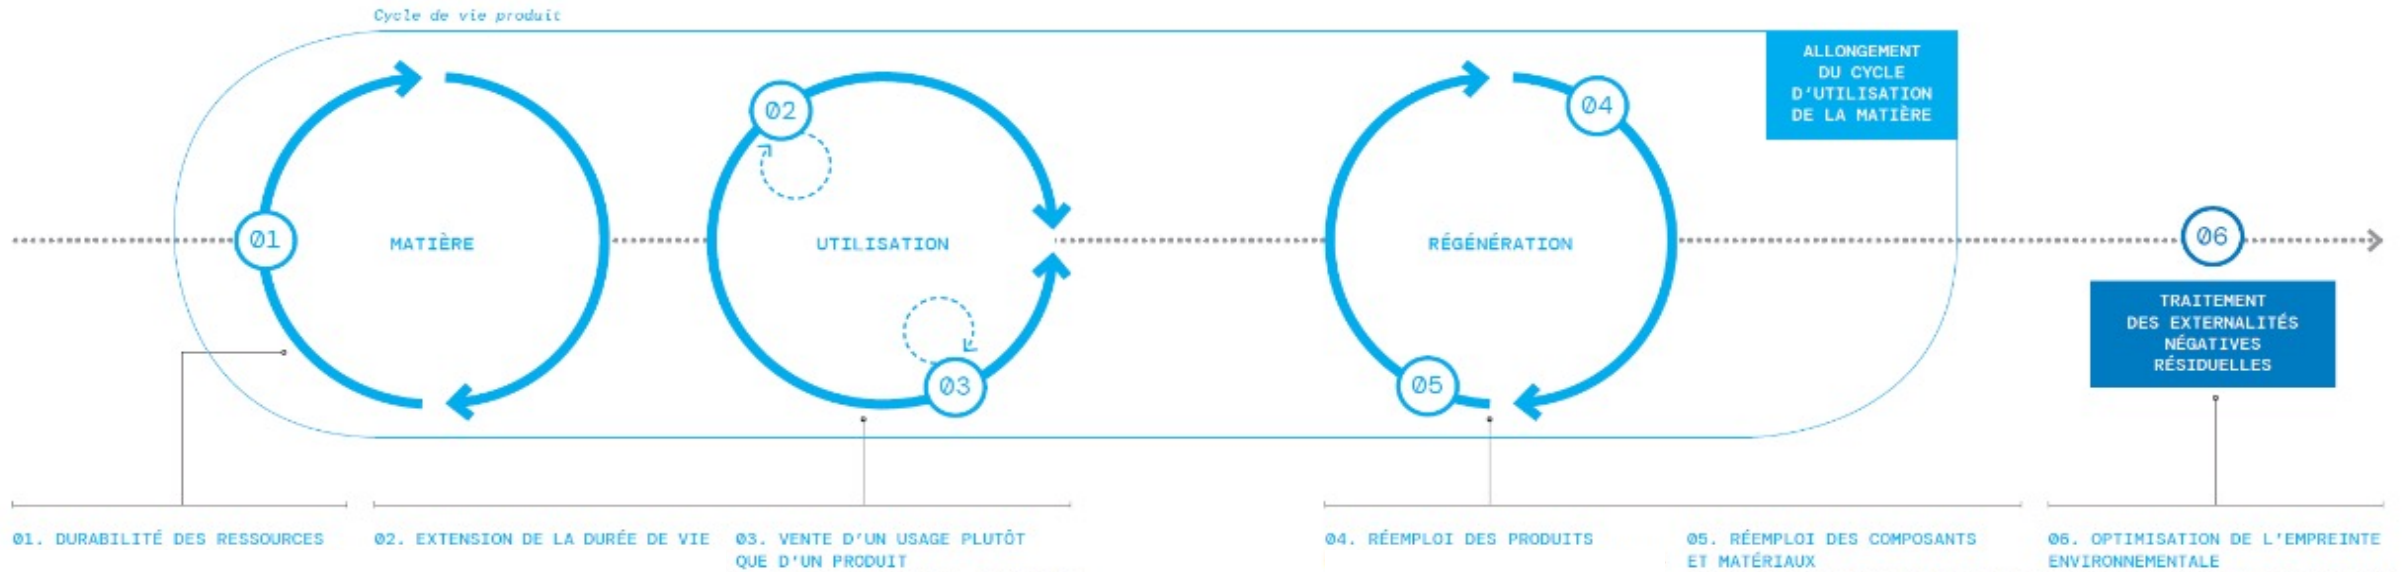 Cycle de vie produit
ALLONGEMENT
DU CYCLE
D'UTILISATION
DE LA MATIÈRE
01
MATIÈRE
02
UTILISATION
03
04
RÉGÉNÉRATION
05
06
TRAITEMENT
DES EXTERNALITÉS
NÉGATIVES
RÉSIDUELLES
01. DURABILITÉ DES RESSOURCES
02. EXTENSION DE LA DURÉE DE VIE
03. VENTE D'UN USAGE PLUTÔT
QUE D'UN PRODUIT
04. RÉEMPLOI DES PRODUITS
05. RÉEMPLOI DES COMPOSANTS
ET MATÉRIAUX
06. OPTIMISATION DE L'EMPREINTE
ENVIRONNEMENTALE